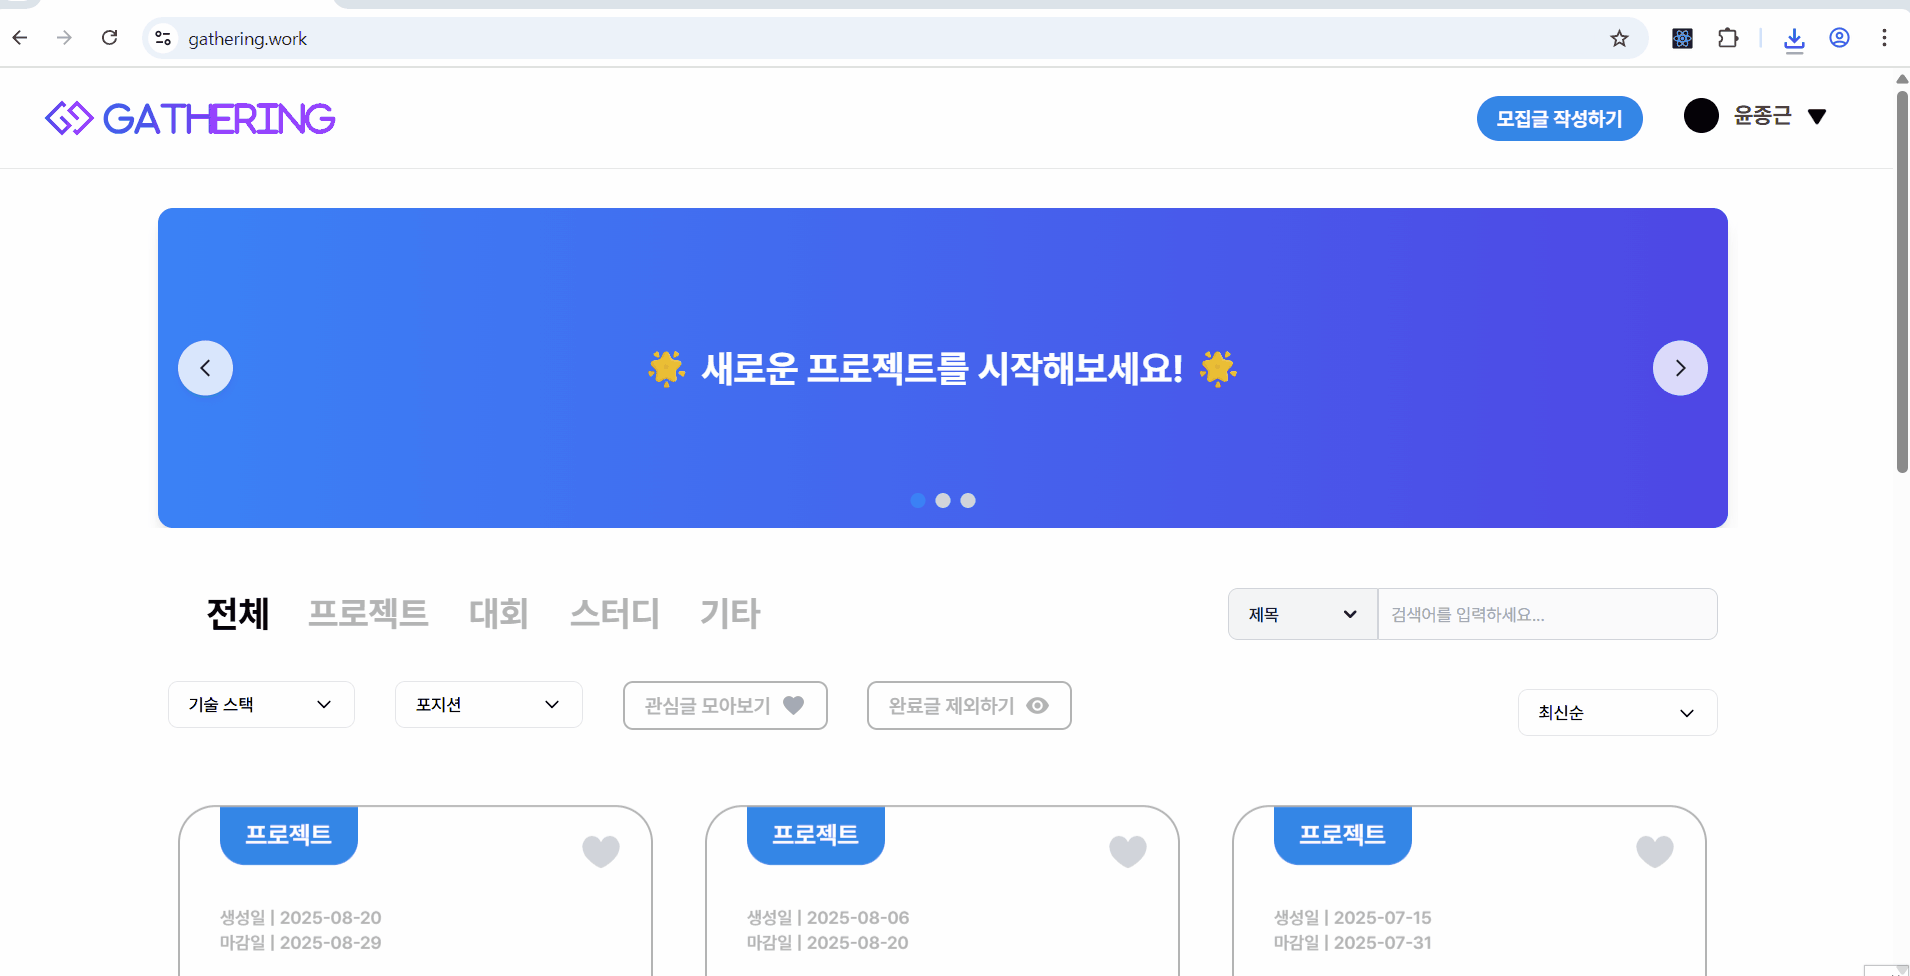 gathering.work
GATHERING
모집글 작성하기
윤종근
🌟 새로운 프로젝트를 시작해보세요! 🌟
전체 프로젝트 대회 스터디 기타
제목 검색어를 입력하세요...
기술 스택 포지션 관심글 모아보기 완료글 제외하기
최신순
프로젝트 프로젝트 프로젝트
생성일 | 2025-08-20 생성일 | 2025-08-06 생성일 | 2025-07-15
마감일 | 2025-08-29 마감일 | 2025-08-20 마감일 | 2025-07-31